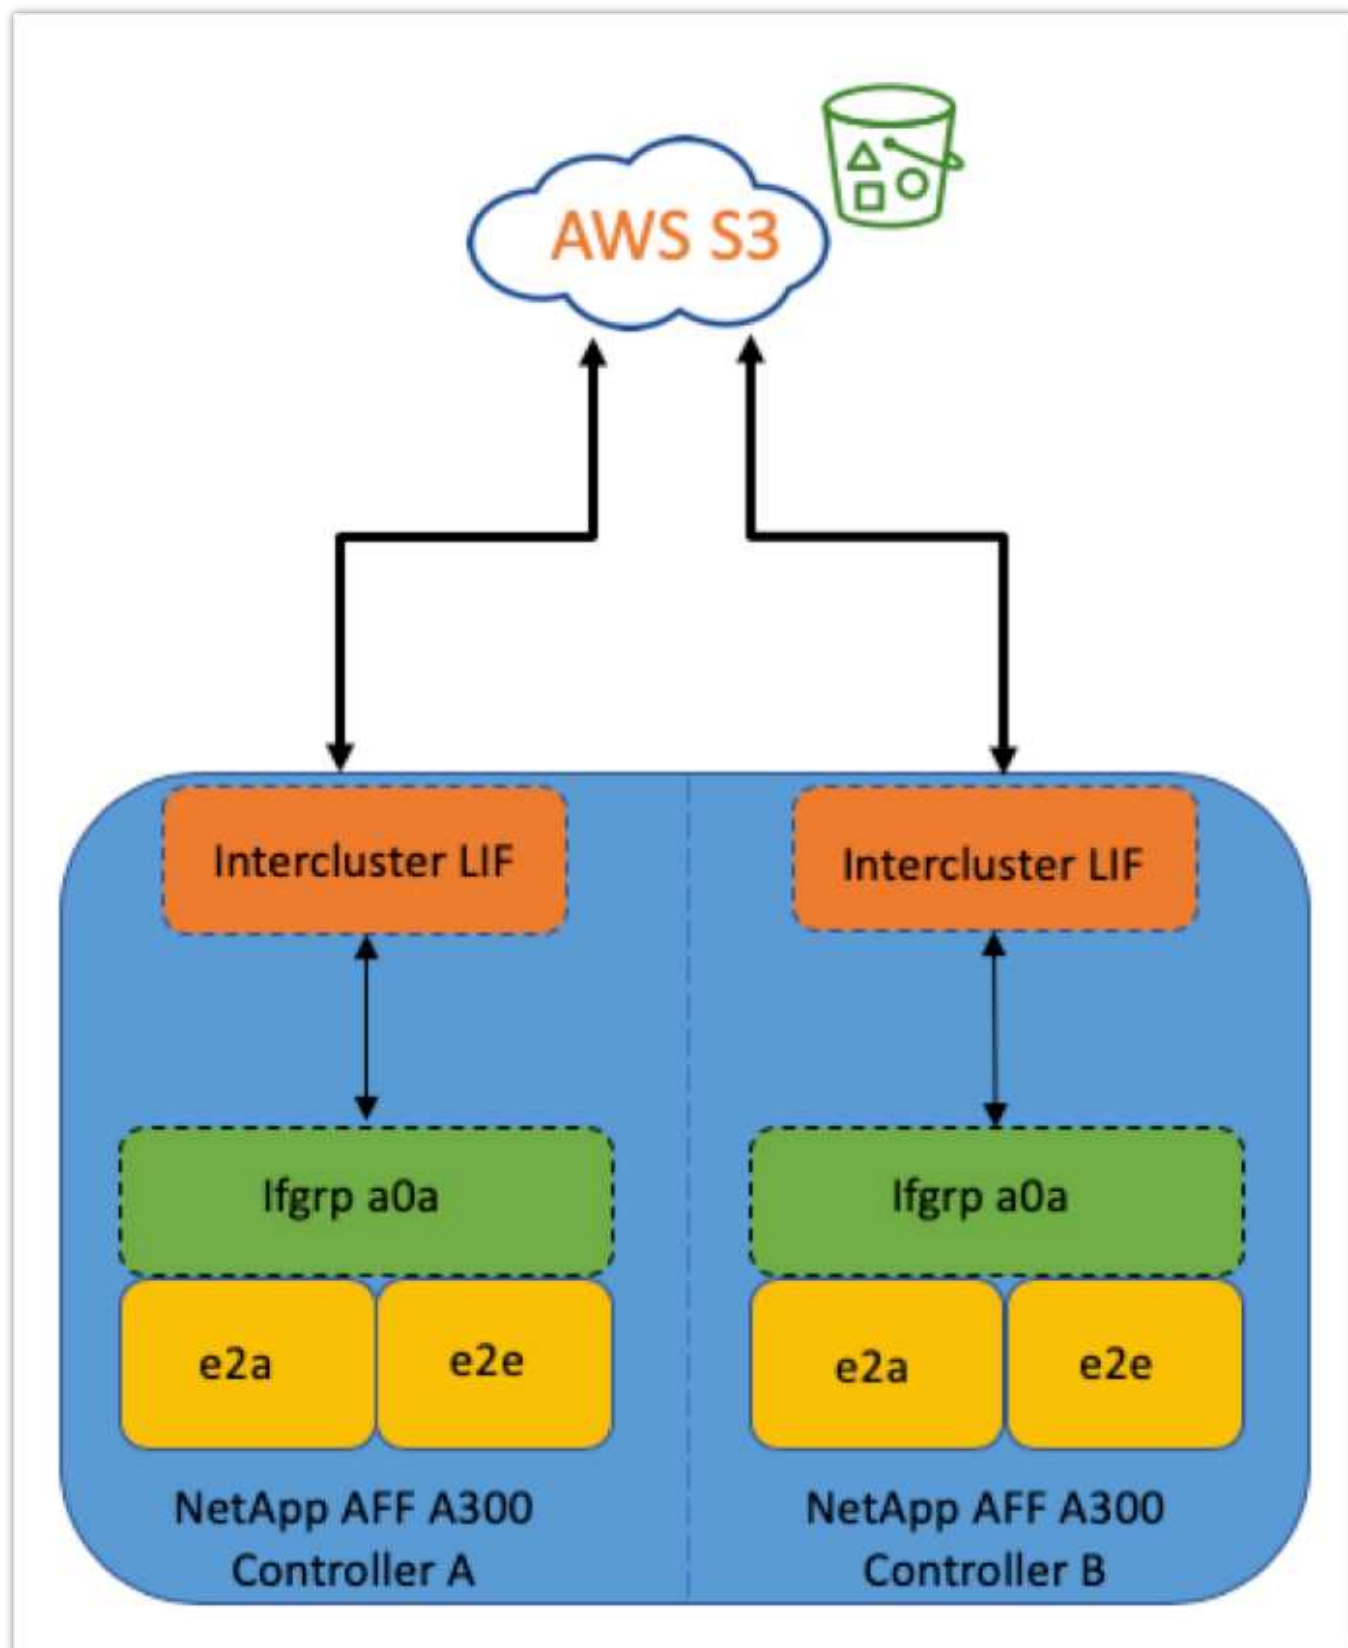 AWS S3
Intercluster LIF
Intercluster LIF
Ifgrp a0a
Ifgrp a0a
e2a
e2e
e2a
e2e
NetApp AFF A300
Controller A
NetApp AFF A300
Controller B